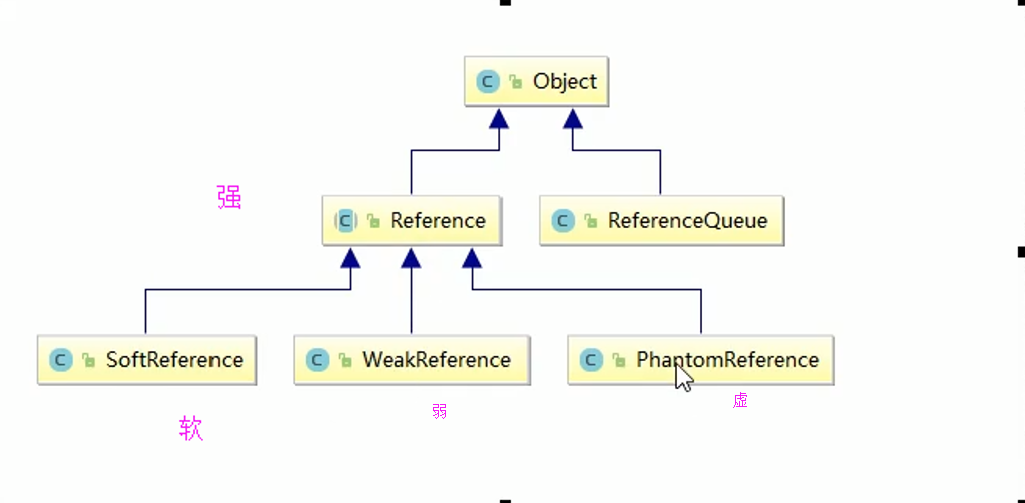 Object
强
Reference
ReferenceQueue
SoftReference
WeakReference
PhantomReference
软
弱
虚